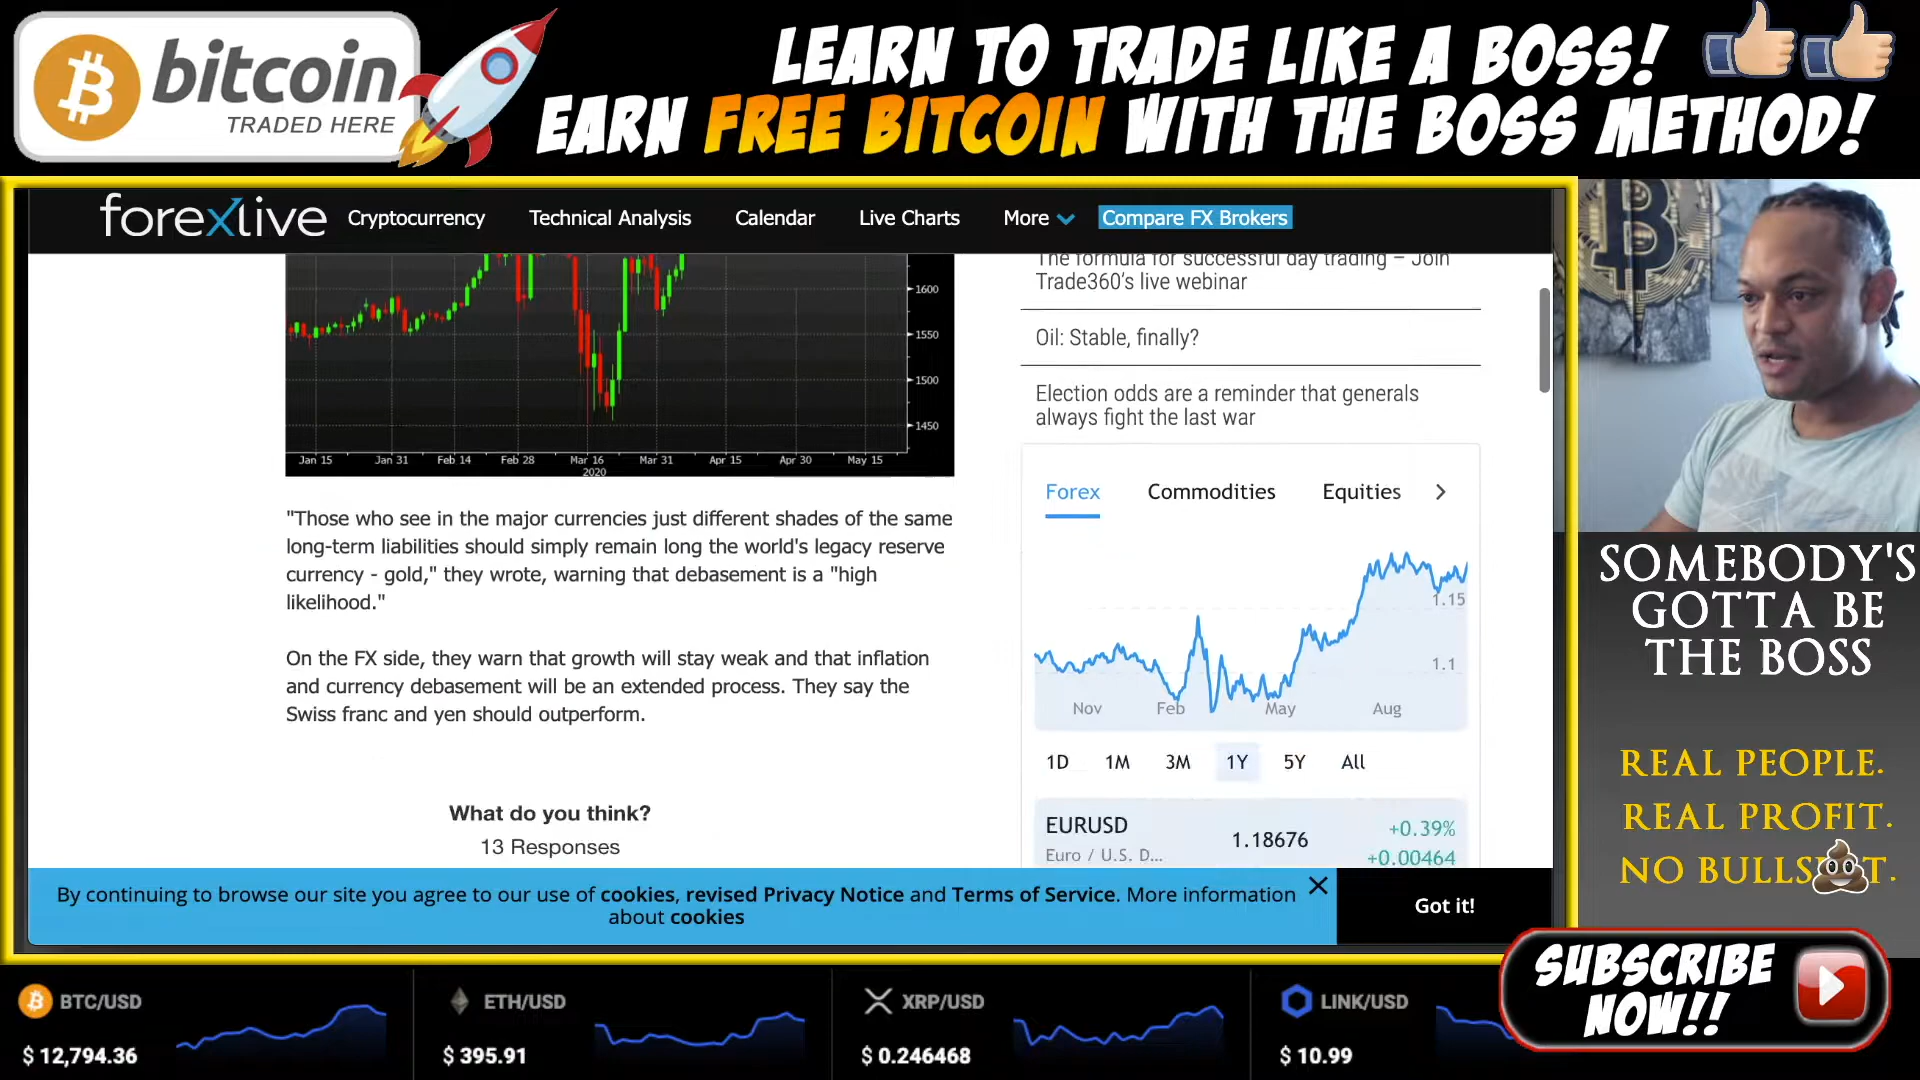 bitcoin
TRADED HERE
LEARN TO TRADE LIKE A BOSS!
EARN FREE BITCOIN WITH THE BOSS METHOD!
forexlive
Cryptocurrency
Technical Analysis
Calendar
Live Charts
More
Compare FX Brokers
1600
1550
1500
1450
Jan 15
Jan 31
Feb 14
Feb 28
Mar 16
Mar 31
Apr 15
Apr 30
May 15
2020
"Those who see in the major currencies just different shades of the same
long-term liabilities should simply remain long the world's legacy reserve
currency - gold," they wrote, warning that debasement is a "high
likelihood."
On the FX side, they warn that growth will stay weak and that inflation
and currency debasement will be an extended process. They say the
Swiss franc and yen should outperform.
What do you think?
13 Responses
The formula for successful day trading – Join
Trade360's live webinar
Oil: Stable, finally?
Election odds are a reminder that generals
always fight the last war
Forex
Commodities
Equities
1.15
1.1
Nov
Feb
May
Aug
1D
1M
3M
1Y
5Y
All
EURUSD
Euro / U.S. D...
1.18676
+0.39%
+0.00464
By continuing to browse our site you agree to our use of cookies, revised Privacy Notice and Terms of Service. More information
about cookies
Got it!
SOMEBODY'S
GOTTA BE
THE BOSS
REAL PEOPLE.
REAL PROFIT.
NO BULLS💩T.
SUBSCRIBE
NOW!!
BTC/USD
$ 12,794.36
ETH/USD
$ 395.91
XRP/USD
$ 0.246468
LINK/USD
$ 10.99